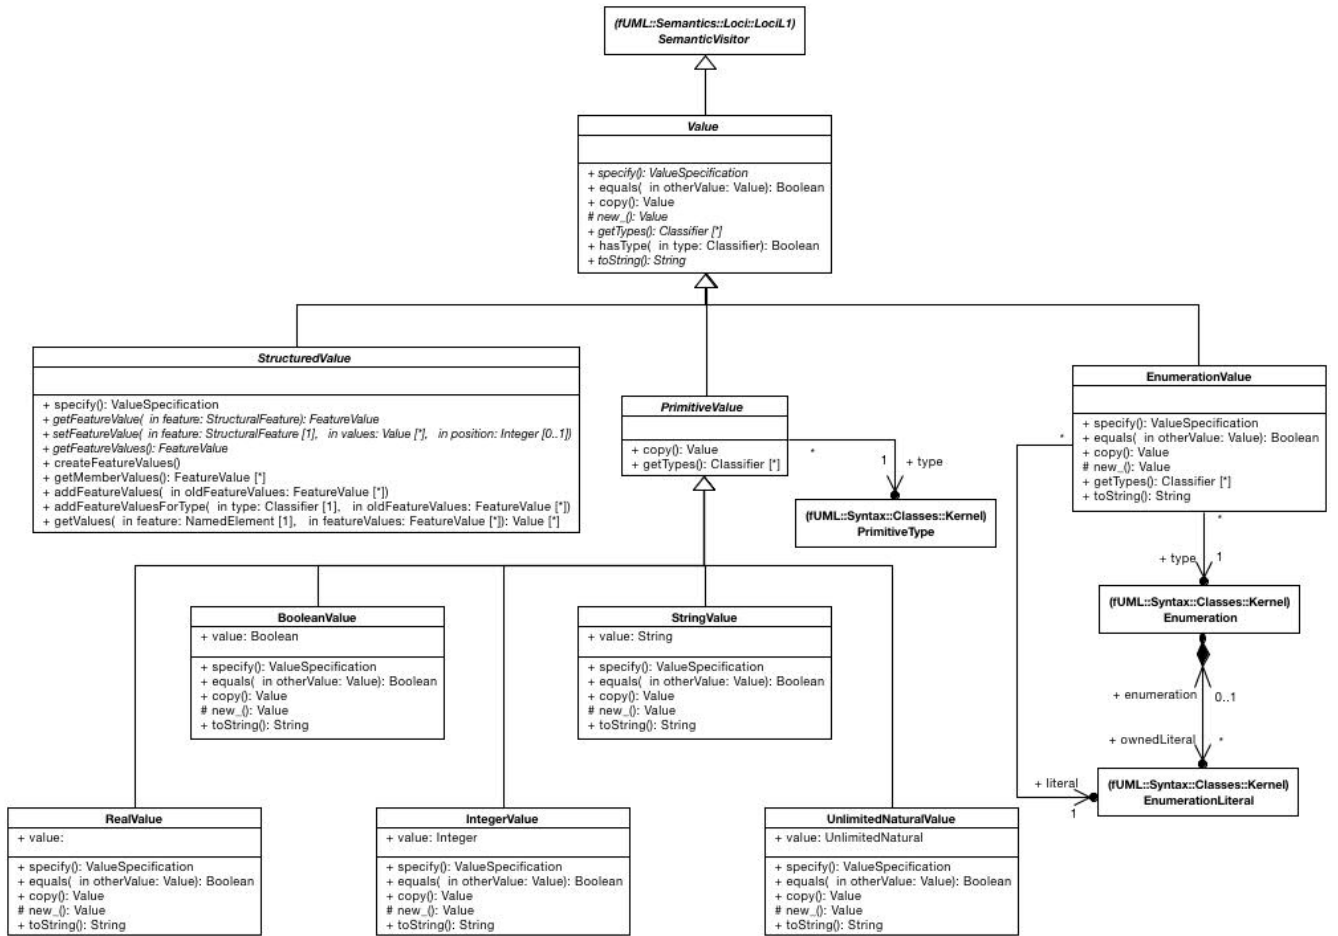 (fUML::Semantics::Loci::LociL1)
SemanticVisitor
Value
+ specify(): ValueSpecification
+ equals(  in otherValue: Value): Boolean
+ copy(): Value
# new_(): Value
+ getTypes(): Classifier [*]
+ hasType(  in type: Classifier): Boolean
+ toString(): String
StructuredValue
+ specify(): ValueSpecification
+ getFeatureValue(  in feature: StructuralFeature): FeatureValue
+ setFeatureValue(  in feature: StructuralFeature [1],   in values: Value [*],   in position: Integer [0..1])
+ getFeatureValues(): FeatureValue
+ createFeatureValues()
+ getMemberValues(): FeatureValue [*]
+ addFeatureValues(  in oldFeatureValues: FeatureValue [*])
+ addFeatureValuesForType(  in type: Classifier [1],   in oldFeatureValues: FeatureValue [*])
+ getValues(  in feature: NamedElement [1],   in featureValues: FeatureValue [*]): Value [*]
PrimitiveValue
+ copy(): Value
+ getTypes(): Classifier [*]
*
1
+ type
(fUML::Syntax::Classes::Kernel)
PrimitiveType
EnumerationValue
+ specify(): ValueSpecification
+ equals(  in otherValue: Value): Boolean
+ copy(): Value
# new_(): Value
+ getTypes(): Classifier [*]
+ toString(): String
*
*
+ type
1
(fUML::Syntax::Classes::Kernel)
Enumeration
+ enumeration
0..1
+ ownedLiteral
*
+ literal
1
(fUML::Syntax::Classes::Kernel)
EnumerationLiteral
BooleanValue
+ value: Boolean
+ specify(): ValueSpecification
+ equals(  in otherValue: Value): Boolean
+ copy(): Value
# new_(): Value
+ toString(): String
StringValue
+ value: String
+ specify(): ValueSpecification
+ equals(  in otherValue: Value): Boolean
+ copy(): Value
# new_(): Value
+ toString(): String
RealValue
+ value:
+ specify(): ValueSpecification
+ equals(  in otherValue: Value): Boolean
+ copy(): Value
# new_(): Value
+ toString(): String
IntegerValue
+ value: Integer
+ specify(): ValueSpecification
+ equals(  in otherValue: Value): Boolean
+ copy(): Value
# new_(): Value
+ toString(): String
UnlimitedNaturalValue
+ value: UnlimitedNatural
+ specify(): ValueSpecification
+ equals(  in otherValue: Value): Boolean
+ copy(): Value
# new_(): Value
+ toString(): String